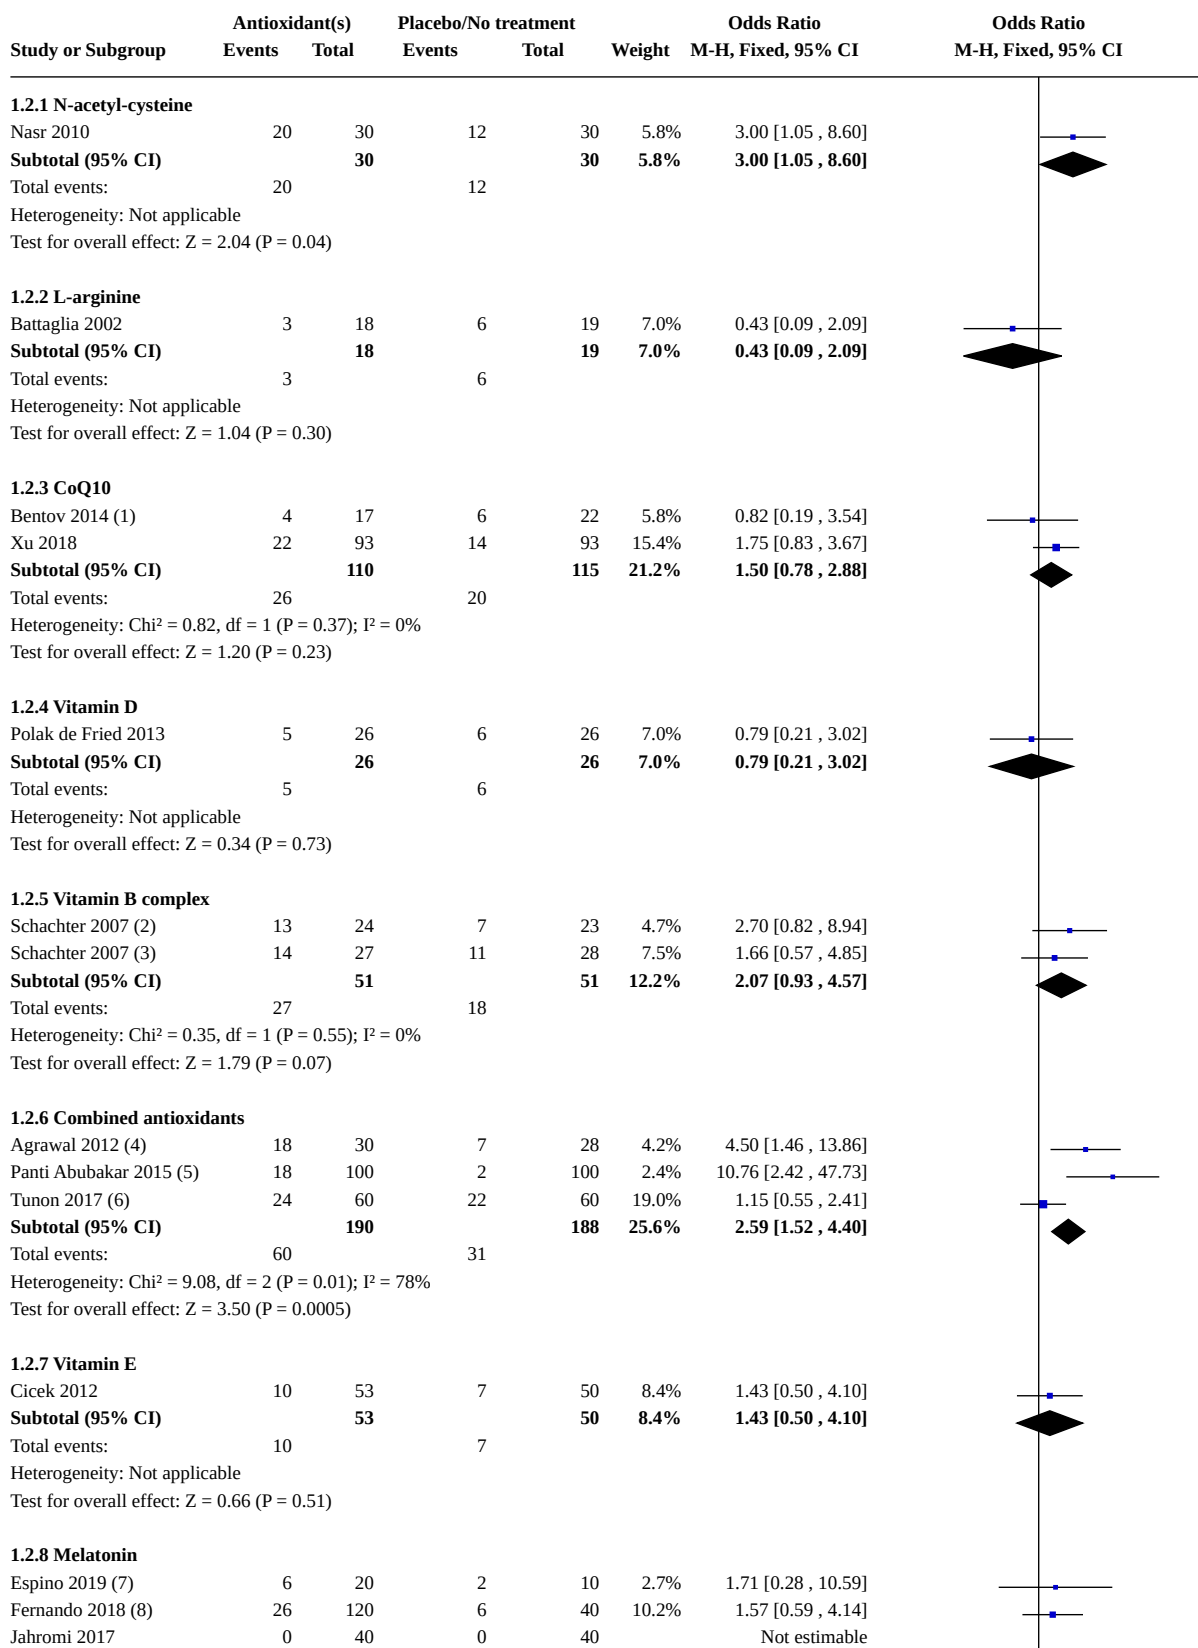 Antioxidant(s) Placebo/No treatment Odds Ratio Odds Ratio
Study or Subgroup Events Total Events Total Weight M-H, Fixed, 95% CI M-H, Fixed, 95% CI
1.2.1 N-acetyl-cysteine
Nasr 2010 20 30 12 30 5.8% 3.00 [1.05 , 8.60]
Subtotal (95% CI) 30 30 5.8% 3.00 [1.05 , 8.60]
Total events: 20 12
Heterogeneity: Not applicable
Test for overall effect: Z = 2.04 (P = 0.04)
1.2.2 L-arginine
Battaglia 2002 3 18 6 19 7.0% 0.43 [0.09 , 2.09]
Subtotal (95% CI) 18 19 7.0% 0.43 [0.09 , 2.09]
Total events: 3 6
Heterogeneity: Not applicable
Test for overall effect: Z = 1.04 (P = 0.30)
1.2.3 CoQ10
Bentov 2014 (1) 4 17 6 22 5.8% 0.82 [0.19 , 3.54]
Xu 2018 22 93 14 93 15.4% 1.75 [0.83 , 3.67]
Subtotal (95% CI) 110 115 21.2% 1.50 [0.78 , 2.88]
Total events: 26 20
Heterogeneity: Chi² = 0.82, df = 1 (P = 0.37); I² = 0%
Test for overall effect: Z = 1.20 (P = 0.23)
1.2.4 Vitamin D
Polak de Fried 2013 5 26 6 26 7.0% 0.79 [0.21 , 3.02]
Subtotal (95% CI) 26 26 7.0% 0.79 [0.21 , 3.02]
Total events: 5 6
Heterogeneity: Not applicable
Test for overall effect: Z = 0.34 (P = 0.73)
1.2.5 Vitamin B complex
Schachter 2007 (2) 13 24 7 23 4.7% 2.70 [0.82 , 8.94]
Schachter 2007 (3) 14 27 11 28 7.5% 1.66 [0.57 , 4.85]
Subtotal (95% CI) 51 51 12.2% 2.07 [0.93 , 4.57]
Total events: 27 18
Heterogeneity: Chi² = 0.35, df = 1 (P = 0.55); I² = 0%
Test for overall effect: Z = 1.79 (P = 0.07)
1.2.6 Combined antioxidants
Agrawal 2012 (4) 18 30 7 28 4.2% 4.50 [1.46 , 13.86]
Panti Abubakar 2015 (5) 18 100 2 100 2.4% 10.76 [2.42 , 47.73]
Tunon 2017 (6) 24 60 22 60 19.0% 1.15 [0.55 , 2.41]
Subtotal (95% CI) 190 188 25.6% 2.59 [1.52 , 4.40]
Total events: 60 31
Heterogeneity: Chi² = 9.08, df = 2 (P = 0.01); I² = 78%
Test for overall effect: Z = 3.50 (P = 0.0005)
1.2.7 Vitamin E
Cicek 2012 10 53 7 50 8.4% 1.43 [0.50 , 4.10]
Subtotal (95% CI) 53 50 8.4% 1.43 [0.50 , 4.10]
Total events: 10 7
Heterogeneity: Not applicable
Test for overall effect: Z = 0.66 (P = 0.51)
1.2.8 Melatonin
Espino 2019 (7) 6 20 2 10 2.7% 1.71 [0.28 , 10.59]
Fernando 2018 (8) 26 120 6 40 10.2% 1.57 [0.59 , 4.14]
Jahromi 2017 0 40 0 40 Not estimable